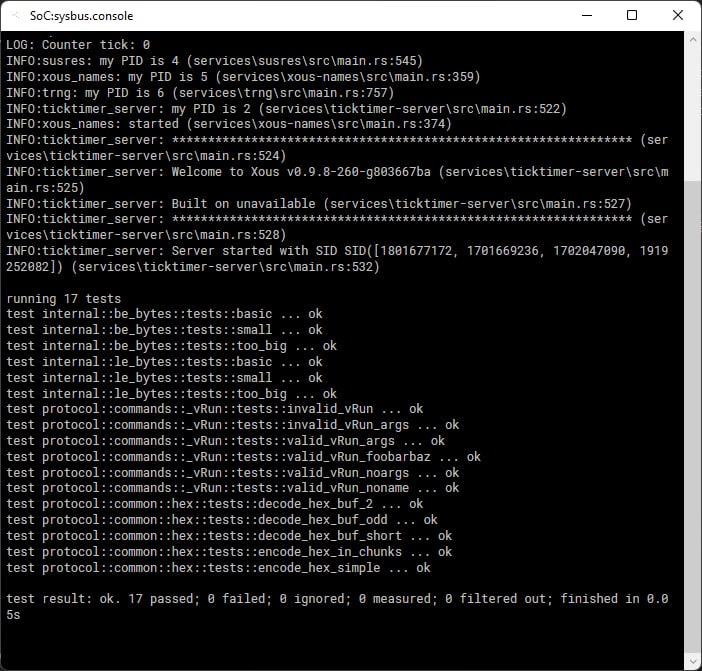 SoC:sysbus.console
LOG: Counter tick: 0
INFO:susres: my PID is 4 (services\susres\src\main.rs:545)
INFO:xous_names: my PID is 5 (services\xous-names\src\main.rs:359)
INFO:trng: my PID is 6 (services\trng\src\main.rs:757)
INFO:ticktimer_server: my PID is 2 (services\ticktimer-server\src\main.rs:522)
INFO:xous_names: started (services\xous-names\src\main.rs:374)
INFO:ticktimer_server: **************************************************************** (ser
vices\ticktimer-server\src\main.rs:524)
INFO:ticktimer_server: Welcome to Xous v0.9.8-260-g803667ba (services\ticktimer-server\src\m
ain.rs:525)
INFO:ticktimer_server: Built on unavailable (services\ticktimer-server\src\main.rs:527)
INFO:ticktimer_server: **************************************************************** (ser
vices\ticktimer-server\src\main.rs:528)
INFO:ticktimer_server: Server started with SID SID([1801677172, 1701669236, 1702047090, 1919
252082]) (services\ticktimer-server\src\main.rs:532)
running 17 tests
test internal::be_bytes::tests::basic ... ok
test internal::be_bytes::tests::small ... ok
test internal::be_bytes::tests::too_big ... ok
test internal::le_bytes::tests::basic ... ok
test internal::le_bytes::tests::small ... ok
test internal::le_bytes::tests::too_big ... ok
test protocol::commands::_vRun::tests::invalid_vRun ... ok
test protocol::commands::_vRun::tests::invalid_vRun_args ... ok
test protocol::commands::_vRun::tests::valid_vRun_args ... ok
test protocol::commands::_vRun::tests::valid_vRun_foobarbaz ... ok
test protocol::commands::_vRun::tests::valid_vRun_noargs ... ok
test protocol::commands::_vRun::tests::valid_vRun_noname ... ok
test protocol::common::hex::tests::decode_hex_buf_2 ... ok
test protocol::common::hex::tests::decode_hex_buf_odd ... ok
test protocol::common::hex::tests::decode_hex_buf_short ... ok
test protocol::common::hex::tests::encode_hex_in_chunks ... ok
test protocol::common::hex::tests::encode_hex_simple ... ok
test result: ok. 17 passed; 0 failed; 0 ignored; 0 measured; 0 filtered out; finished in 0.0
5s